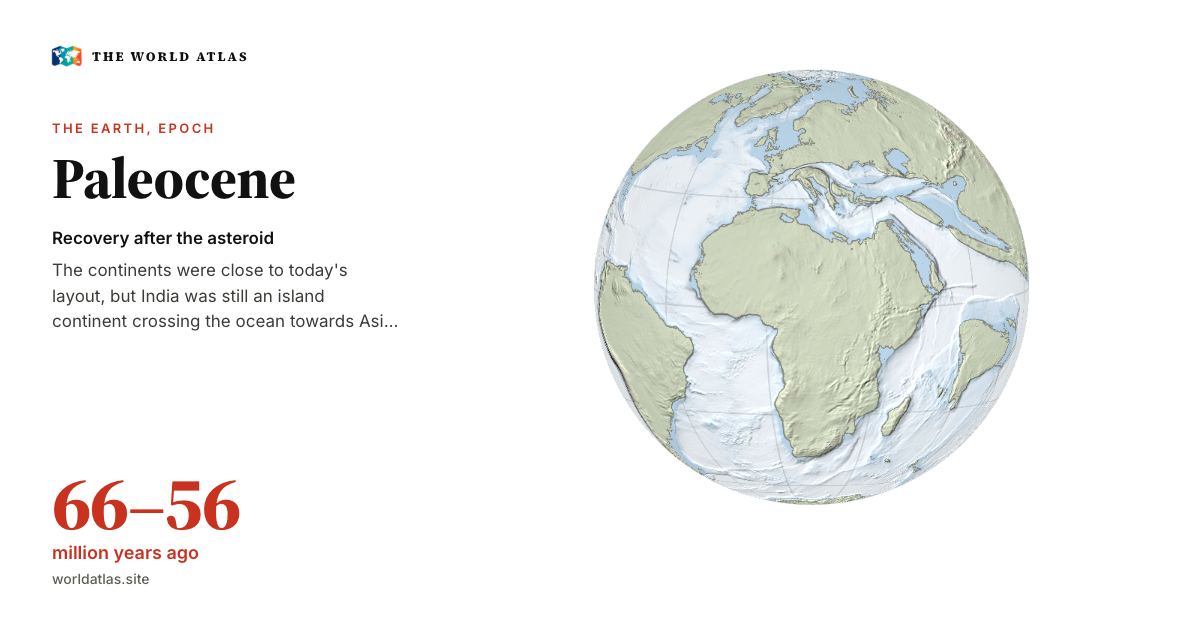 THE WORLD ATLAS
THE EARTH, EPOCH
Paleocene
Recovery after the asteroid
The continents were close to today's
layout, but India was still an island
continent crossing the ocean towards Asi...
66–56
million years ago
worldatlas.site